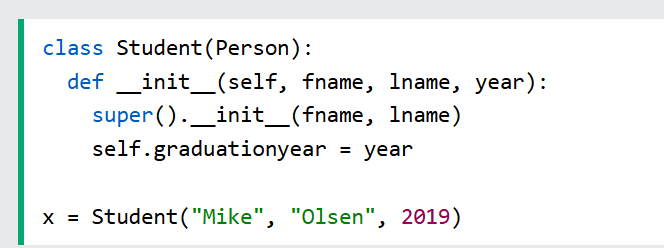 class Student(Person):
  def __init__(self, fname, lname, year):
    super().__init__(fname, lname)
    self.graduationyear = year

x = Student("Mike", "Olsen", 2019)